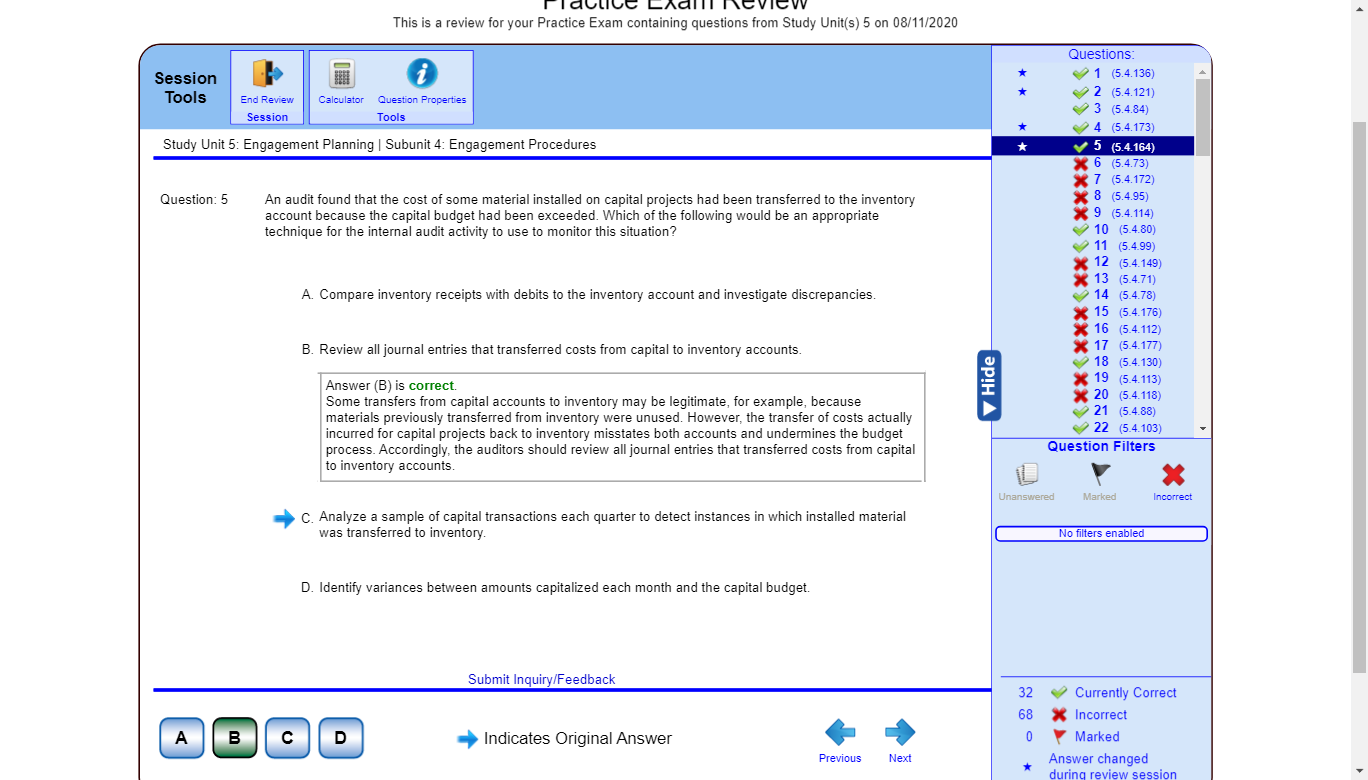 Practice Exam Review
This is a review for your Practice Exam containing questions from Study Unit(s) 5 on 08/11/2020
Session
Tools
End Review
Session
Calculator
Question Properties
Tools
Study Unit 5: Engagement Planning | Subunit 4: Engagement Procedures
Question: 5
An audit found that the cost of some material installed on capital projects had been transferred to the inventory
account because the capital budget had been exceeded. Which of the following would be an appropriate
technique for the internal audit activity to use to monitor this situation?
A. Compare inventory receipts with debits to the inventory account and investigate discrepancies.
B. Review all journal entries that transferred costs from capital to inventory accounts.
Answer (B) is correct.
Some transfers from capital accounts to inventory may be legitimate, for example, because
materials previously transferred from inventory were unused. However, the transfer of costs actually
incurred for capital projects back to inventory misstates both accounts and undermines the budget
process. Accordingly, the auditors should review all journal entries that transferred costs from capital
to inventory accounts.
C. Analyze a sample of capital transactions each quarter to detect instances in which installed material
was transferred to inventory.
D. Identify variances between amounts capitalized each month and the capital budget.
Submit Inquiry/Feedback
A
B
C
D
Indicates Original Answer
Previous
Next
Hide
Questions:
1 (5.4.136)
2 (5.4.121)
3 (5.4.84)
4 (5.4.173)
5 (5.4.164)
6 (5.4.73)
7 (5.4.172)
8 (5.4.95)
9 (5.4.114)
10 (5.4.80)
11 (5.4.99)
12 (5.4.149)
13 (5.4.71)
14 (5.4.78)
15 (5.4.176)
16 (5.4.112)
17 (5.4.177)
18 (5.4.130)
19 (5.4.113)
20 (5.4.118)
21 (5.4.88)
22 (5.4.103)
Question Filters
Unanswered
Marked
Incorrect
No filters enabled
32 Currently Correct
68 Incorrect
0 Marked
Answer changed
during review session